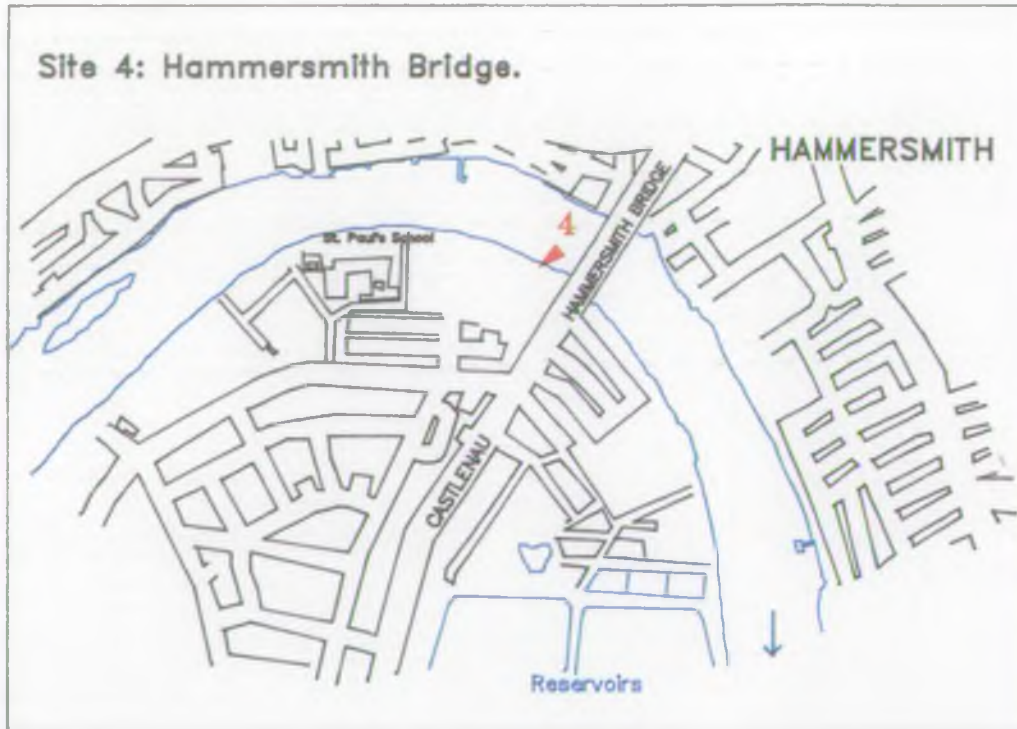 Site 4: Hammersmith Bridge.
HAMMERSMITH
HAMMERSMITH BRIDGE
4
St. Paul's School
CASTLENAU
Reservoirs